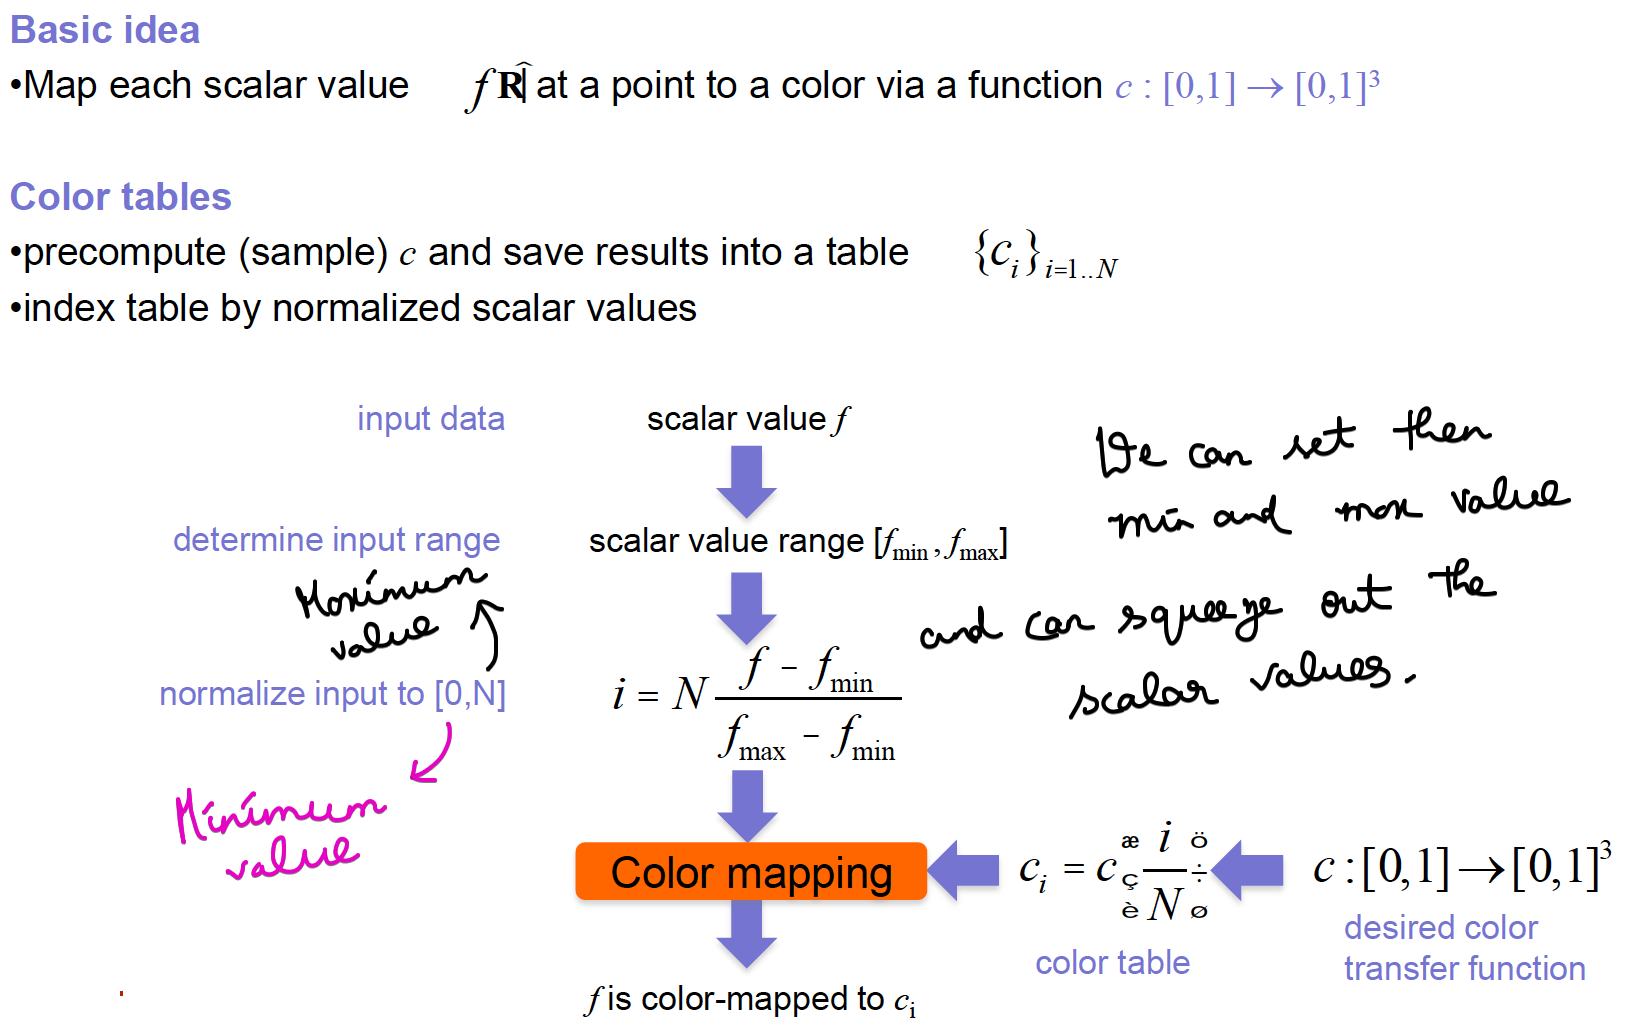 Basic idea
•Map each scalar value f R̂| at a point to a color via a function c : [0,1] → [0,1]³
Color tables
•precompute (sample) c and save results into a table {cᵢ}ᵢ₌₁..N
•index table by normalized scalar values
input data
scalar value f
determine input range
scalar value range [fmin , fmax]
Maximum
value
normalize input to [0,N]
Minimum
value
i = N (f − fmin) / (fmax − fmin)
We can set then
min and max value
and can squeeze out the
scalar values.
Color mapping
cᵢ = c æ i ö
ç — ÷
è N ø
color table
c : [0,1] → [0,1]³
desired color
transfer function
f is color-mapped to cᵢ